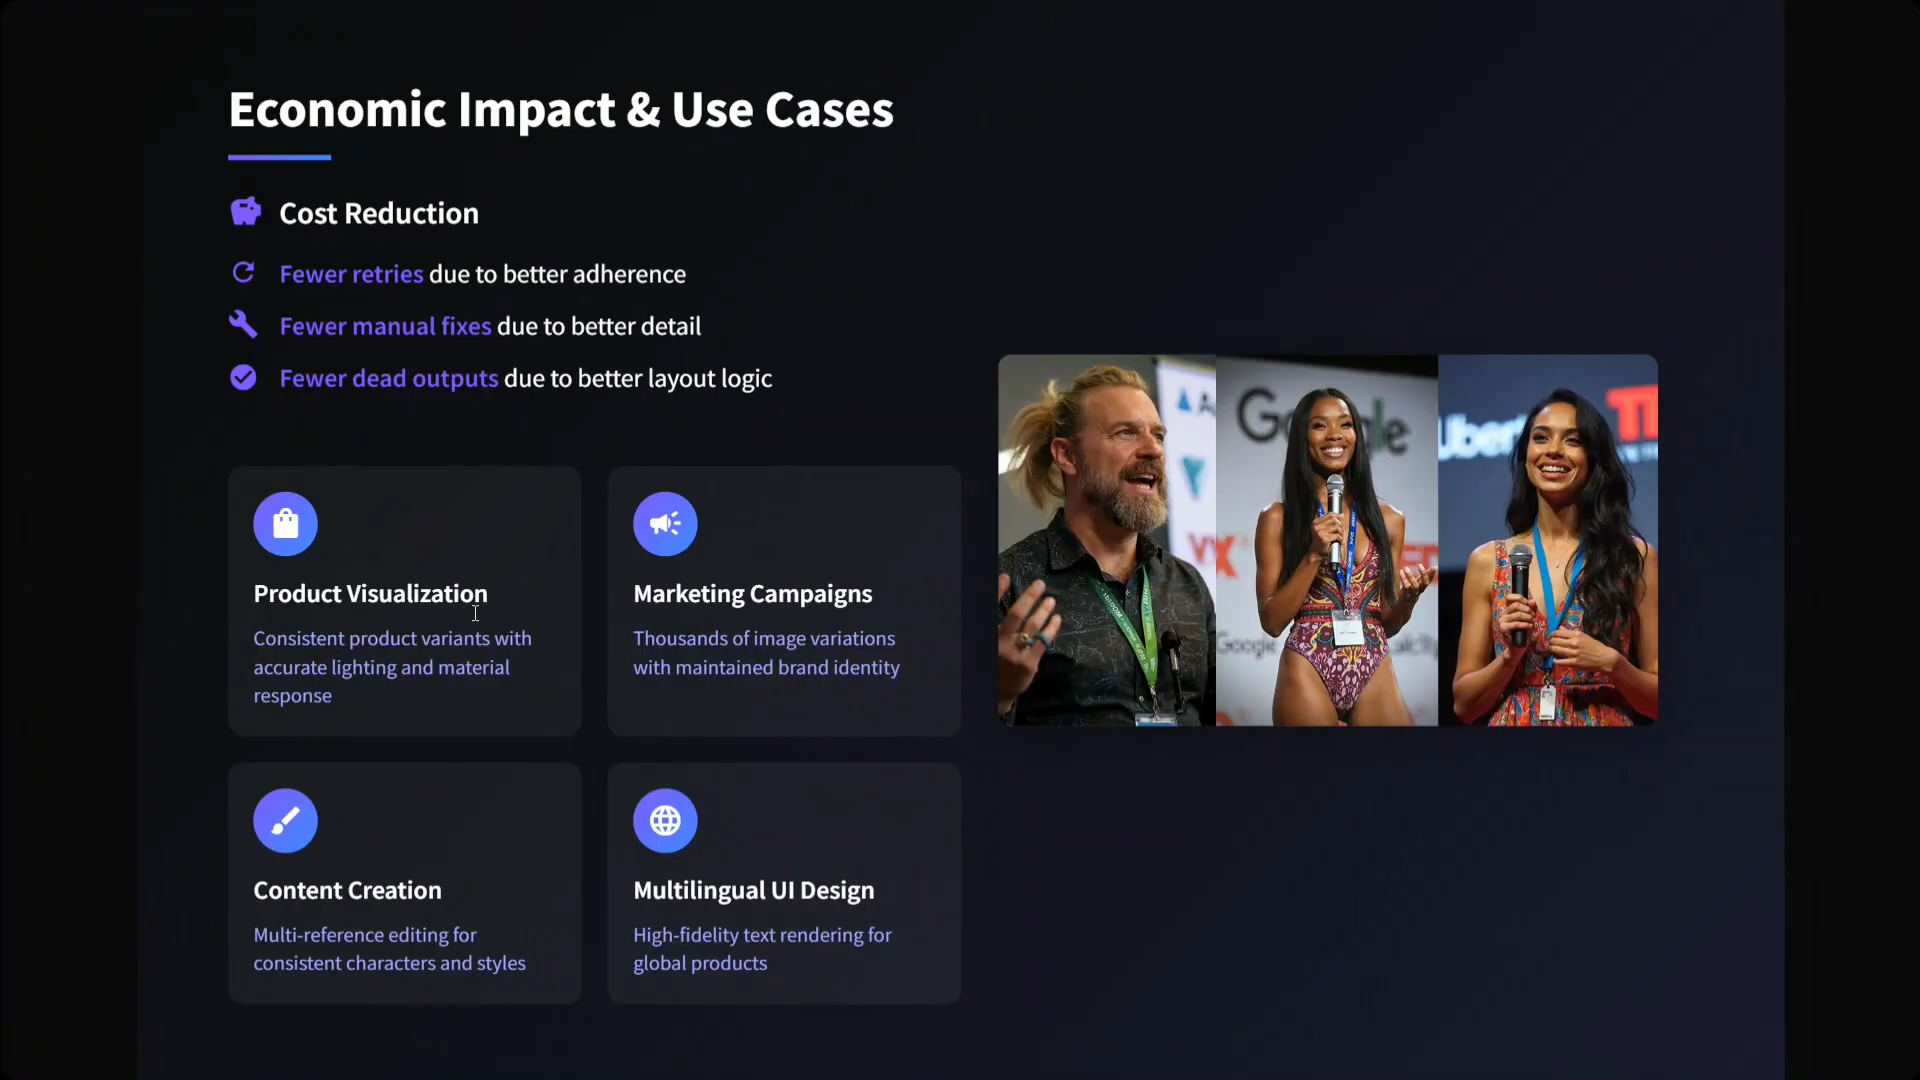 Economic Impact & Use Cases
Cost Reduction
Fewer retries due to better adherence
Fewer manual fixes due to better detail
Fewer dead outputs due to better layout logic
Product Visualization
Consistent product variants with
accurate lighting and material
response
Marketing Campaigns
Thousands of image variations
with maintained brand identity
Content Creation
Multi-reference editing for
consistent characters and styles
Multilingual UI Design
High-fidelity text rendering for
global products
Google
Google